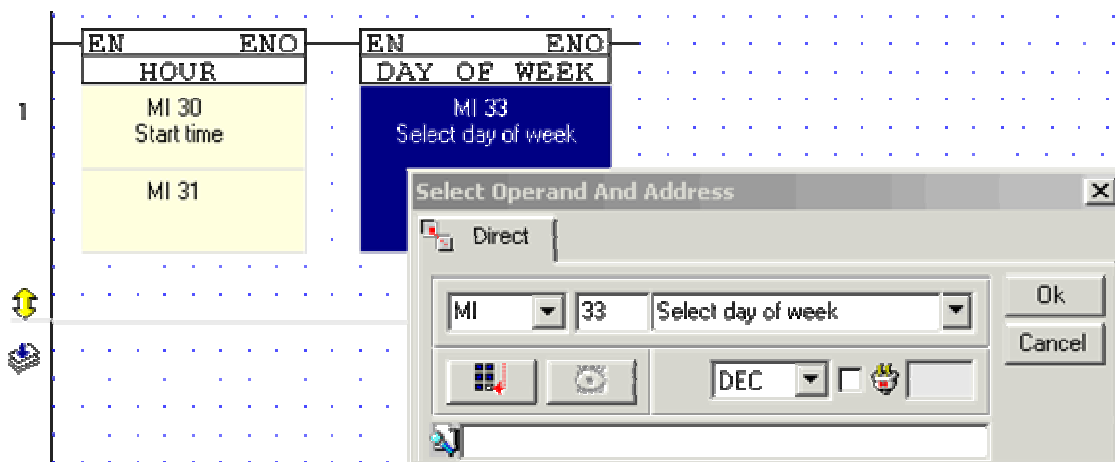 EN ENO EN ENO
HOUR DAY OF WEEK
1
MI 30
Start time
MI 33
Select day of week
MI 31
Select Operand And Address
Direct
MI 33 Select day of week
Ok
Cancel
DEC